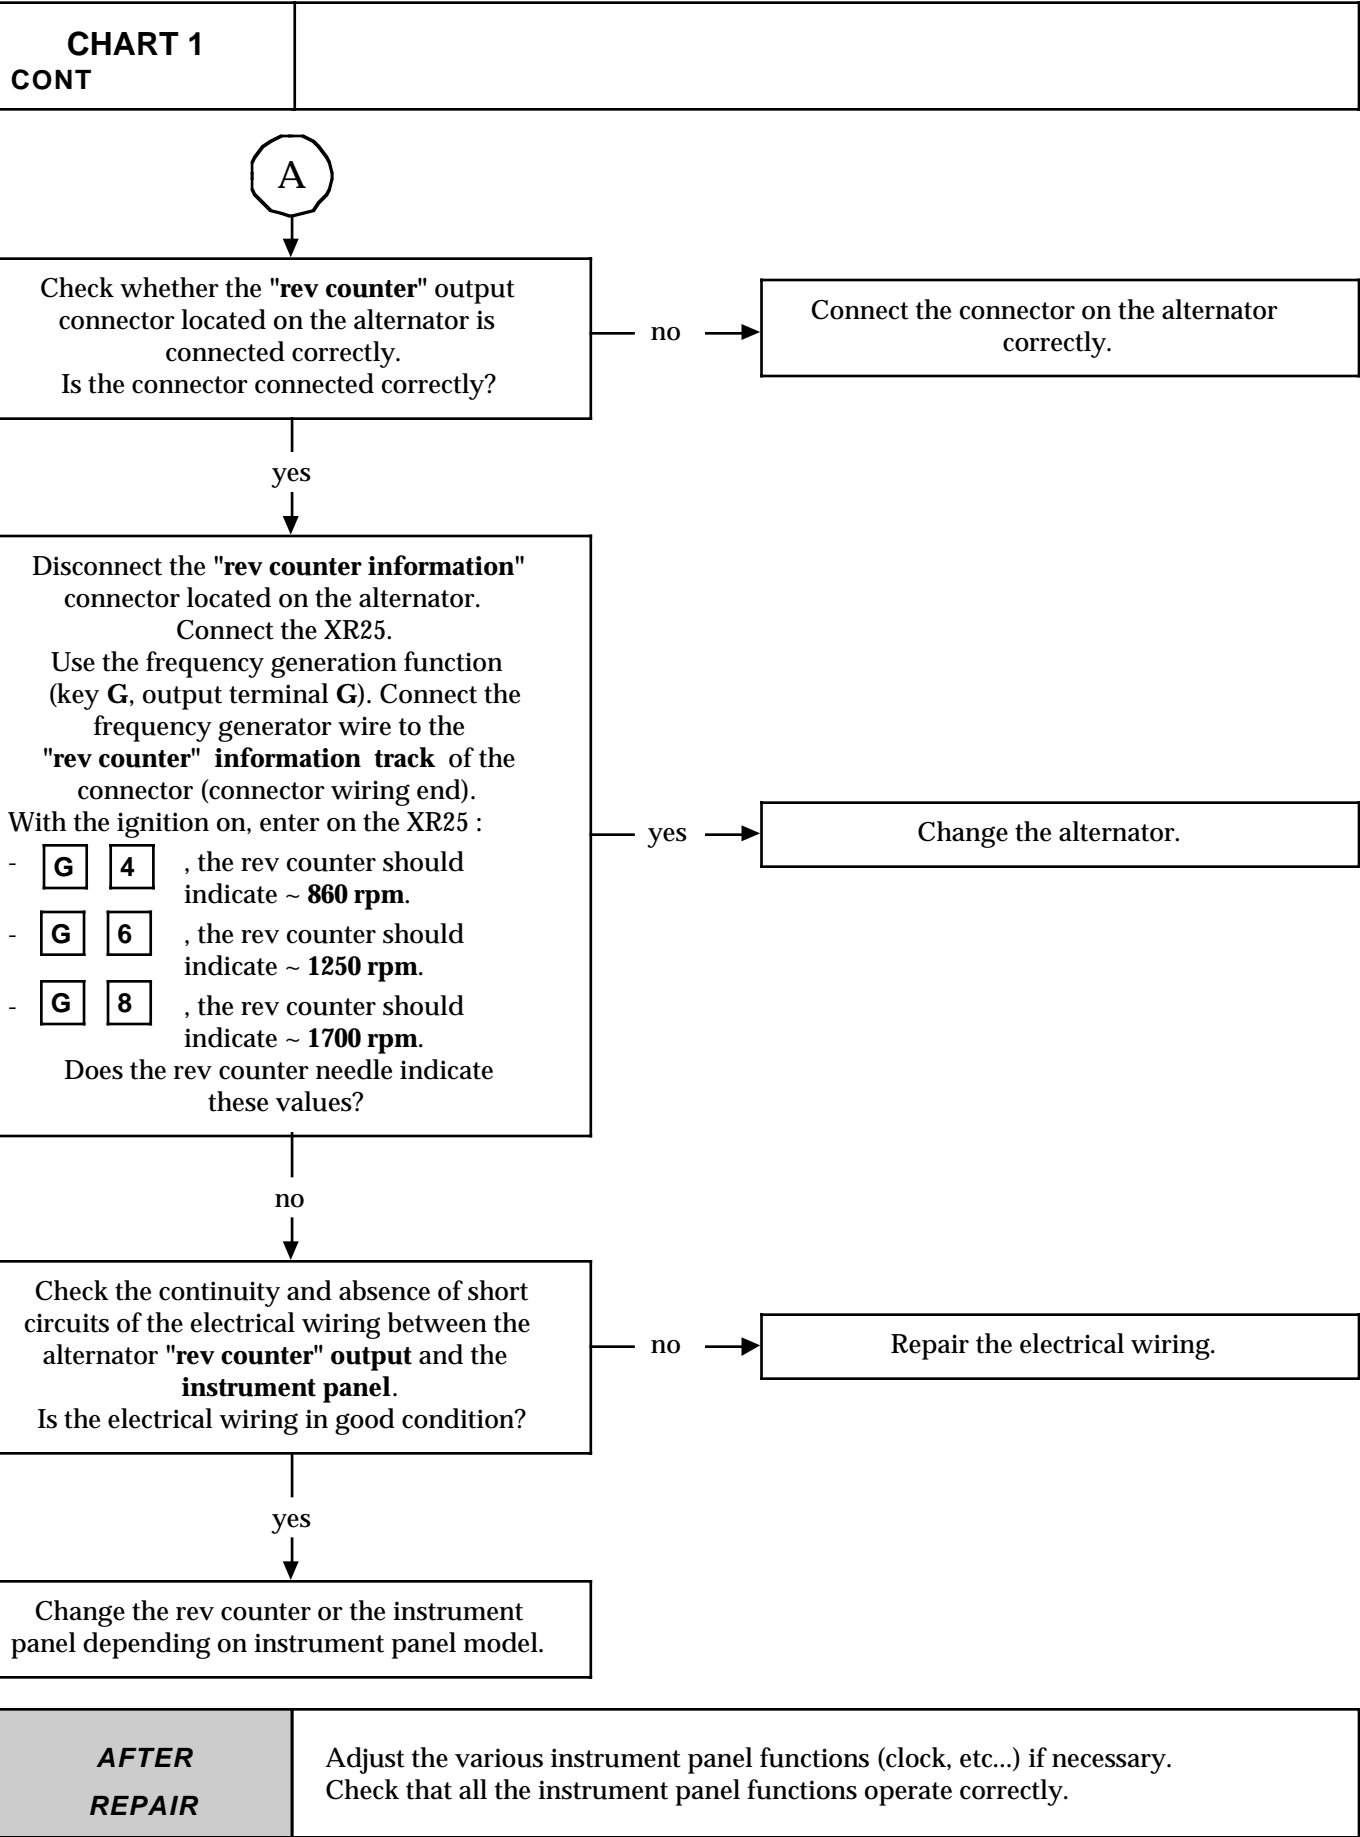 CHART 1
CONT
A
Check whether the "rev counter" output
connector located on the alternator is
connected correctly.
Is the connector connected correctly?
no
Connect the connector on the alternator
correctly.
yes
Disconnect the "rev counter information"
connector located on the alternator.
Connect the XR25.
Use the frequency generation function
(key G, output terminal G). Connect the
frequency generator wire to the
"rev counter" information track of the
connector (connector wiring end).
With the ignition on, enter on the XR25 :
- G 4 , the rev counter should
indicate ~ 860 rpm.
- G 6 , the rev counter should
indicate ~ 1250 rpm.
- G 8 , the rev counter should
indicate ~ 1700 rpm.
Does the rev counter needle indicate
these values?
yes
Change the alternator.
no
Check the continuity and absence of short
circuits of the electrical wiring between the
alternator "rev counter" output and the
instrument panel.
Is the electrical wiring in good condition?
no
Repair the electrical wiring.
yes
Change the rev counter or the instrument
panel depending on instrument panel model.
AFTER
REPAIR
Adjust the various instrument panel functions (clock, etc...) if necessary.
Check that all the instrument panel functions operate correctly.